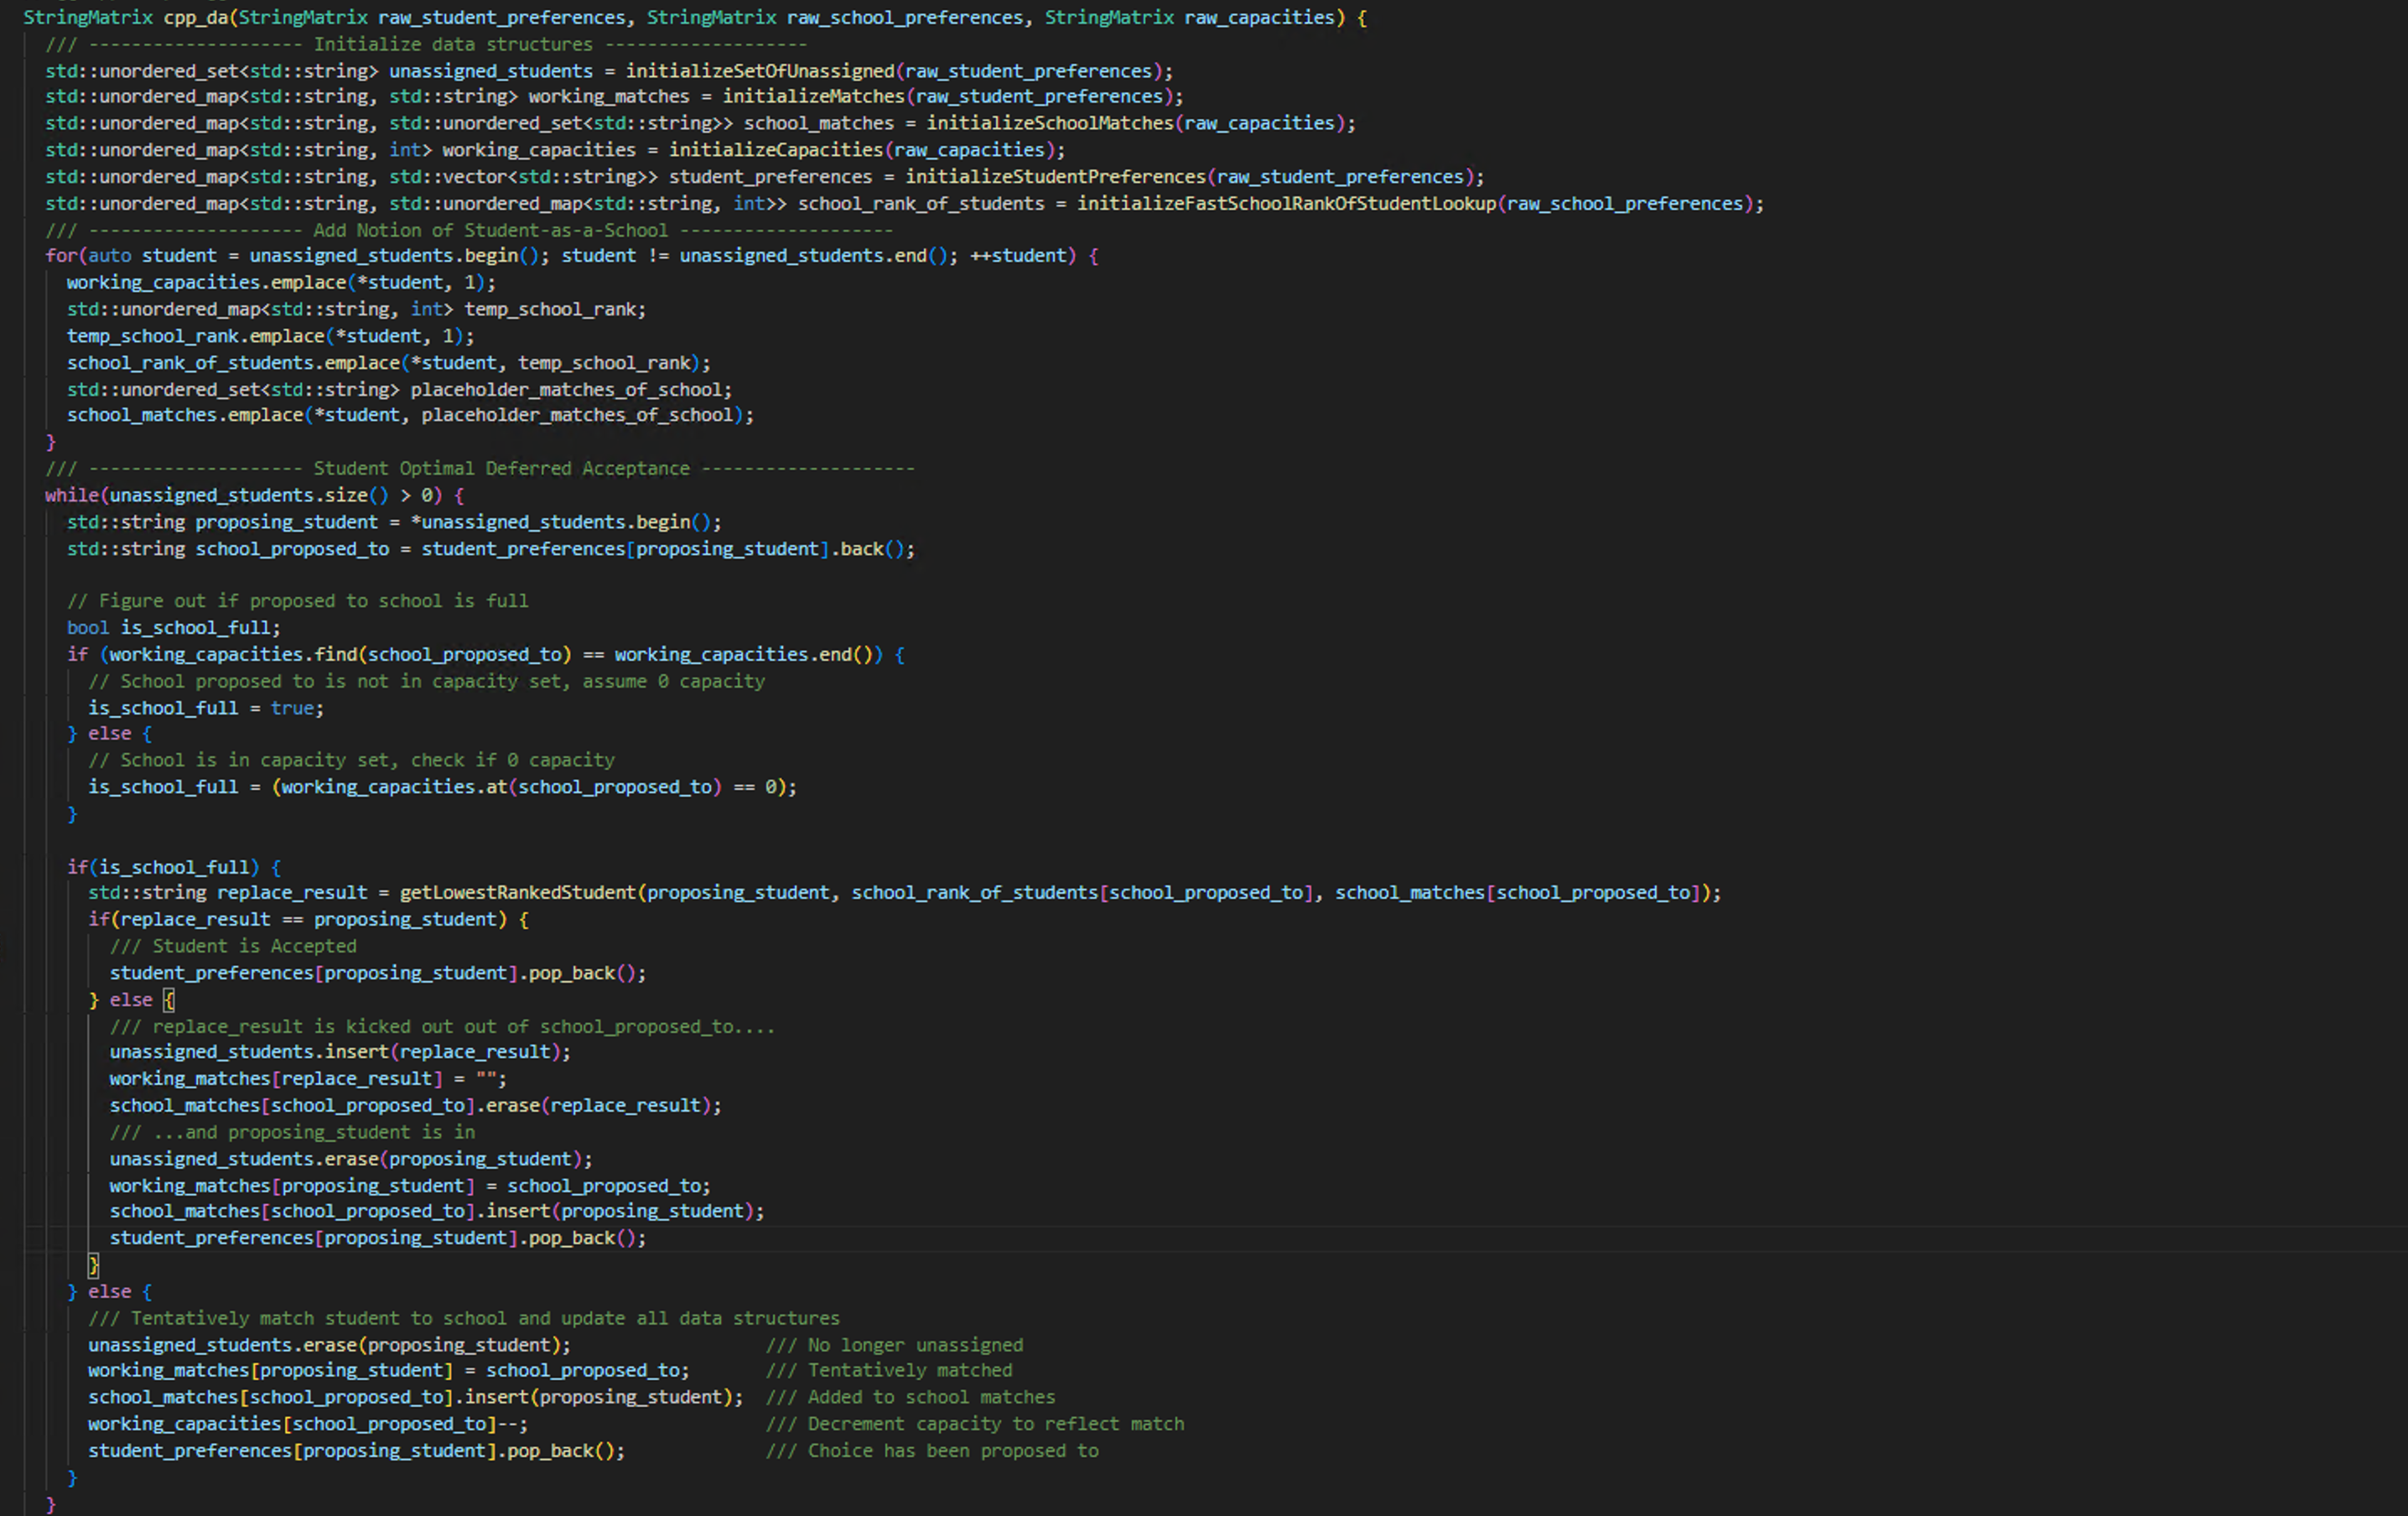 StringMatrix cpp_da(StringMatrix raw_student_preferences, StringMatrix raw_school_preferences, StringMatrix raw_capacities) {
/// -------------------- Initialize data structures -------------------
std::unordered_set<std::string> unassigned_students = initializeSetOfUnassigned(raw_student_preferences);
std::unordered_map<std::string, std::string> working_matches = initializeMatches(raw_student_preferences);
std::unordered_map<std::string, std::unordered_set<std::string>> school_matches = initializeSchoolMatches(raw_capacities);
std::unordered_map<std::string, int> working_capacities = initializeCapacities(raw_capacities);
std::unordered_map<std::string, std::vector<std::string>> student_preferences = initializeStudentPreferences(raw_student_preferences);
std::unordered_map<std::string, std::unordered_map<std::string, int>> school_rank_of_students = initializeFastSchoolRankOfStudentLookup(raw_school_preferences);
/// -------------------- Add Notion of Student-as-a-School --------------------
for(auto student = unassigned_students.begin(); student != unassigned_students.end(); ++student) {
working_capacities.emplace(*student, 1);
std::unordered_map<std::string, int> temp_school_rank;
temp_school_rank.emplace(*student, 1);
school_rank_of_students.emplace(*student, temp_school_rank);
std::unordered_set<std::string> placeholder_matches_of_school;
school_matches.emplace(*student, placeholder_matches_of_school);
}
/// -------------------- Student Optimal Deferred Acceptance --------------------
while(unassigned_students.size() > 0) {
std::string proposing_student = *unassigned_students.begin();
std::string school_proposed_to = student_preferences[proposing_student].back();
// Figure out if proposed to school is full
bool is_school_full;
if (working_capacities.find(school_proposed_to) == working_capacities.end()) {
// School proposed to is not in capacity set, assume 0 capacity
is_school_full = true;
} else {
// School is in capacity set, check if 0 capacity
is_school_full = (working_capacities.at(school_proposed_to) == 0);
}
if(is_school_full) {
std::string replace_result = getLowestRankedStudent(proposing_student, school_rank_of_students[school_proposed_to], school_matches[school_proposed_to]);
if(replace_result == proposing_student) {
/// Student is Accepted
student_preferences[proposing_student].pop_back();
} else {
/// replace_result is kicked out out of school_proposed_to....
unassigned_students.insert(replace_result);
working_matches[replace_result] = "";
school_matches[school_proposed_to].erase(replace_result);
/// ...and proposing_student is in
unassigned_students.erase(proposing_student);
working_matches[proposing_student] = school_proposed_to;
school_matches[school_proposed_to].insert(proposing_student);
student_preferences[proposing_student].pop_back();
}
} else {
/// Tentatively match student to school and update all data structures
unassigned_students.erase(proposing_student); /// No longer unassigned
working_matches[proposing_student] = school_proposed_to; /// Tentatively matched
school_matches[school_proposed_to].insert(proposing_student); /// Added to school matches
working_capacities[school_proposed_to]--; /// Decrement capacity to reflect match
student_preferences[proposing_student].pop_back(); /// Choice has been proposed to
}
}